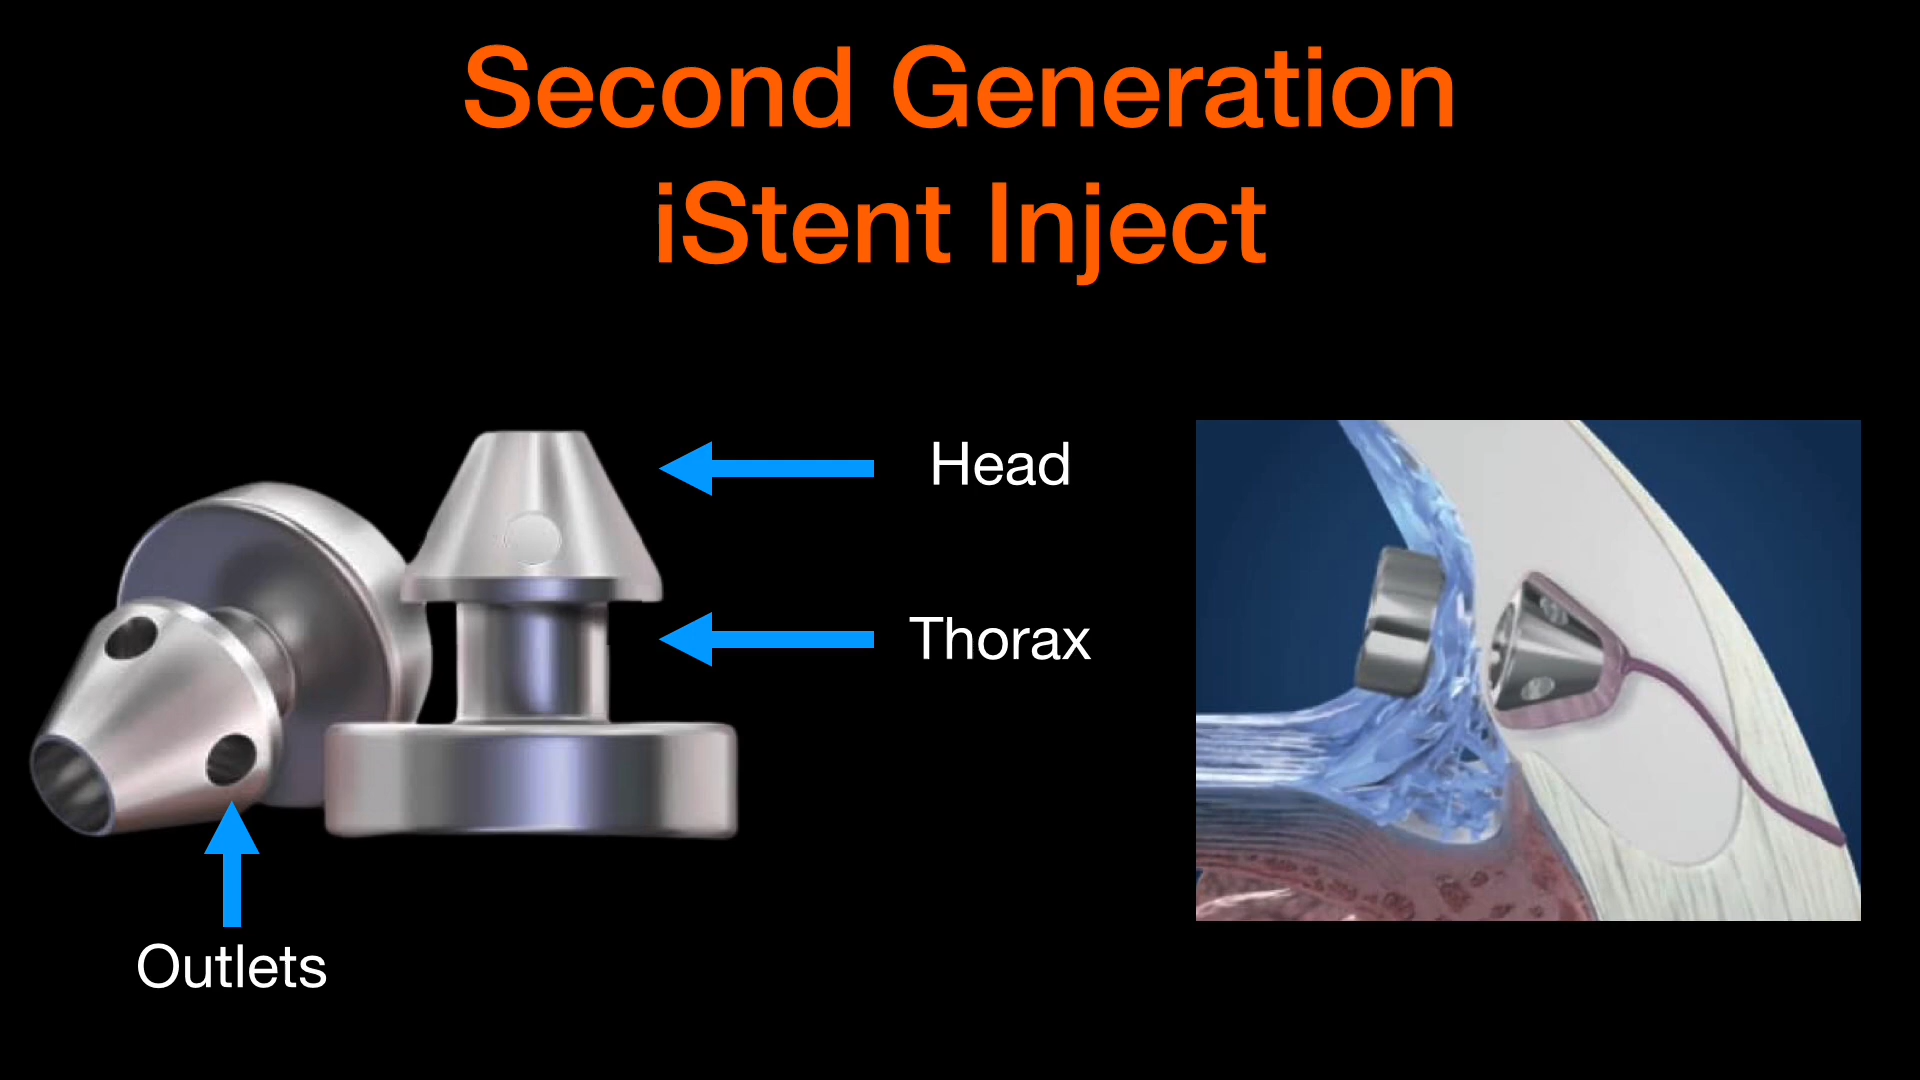 Second Generation
iStent Inject
Head
Thorax
Outlets